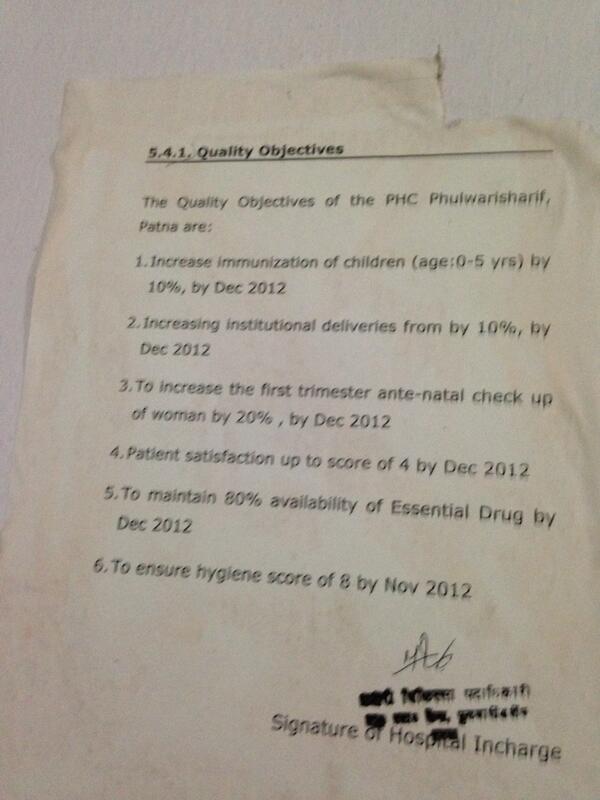 5.4.1. Quality Objectives
The Quality Objectives of the PHC Phulwarisharif,
Patna are:
1. Increase immunization of children (age:0-5 yrs) by
10%, by Dec 2012
2. Increasing institutional deliveries from by 10%, by
Dec 2012
3. To increase the first trimester ante-natal check up
of woman by 20% , by Dec 2012
4. Patient satisfaction up to score of 4 by Dec 2012
5. To maintain 80% availability of Essential Drug by
Dec 2012
6. To ensure hygiene score of 8 by Nov 2012
चिकित्सा पदाधिकारी
Signature of Hospital Incharge